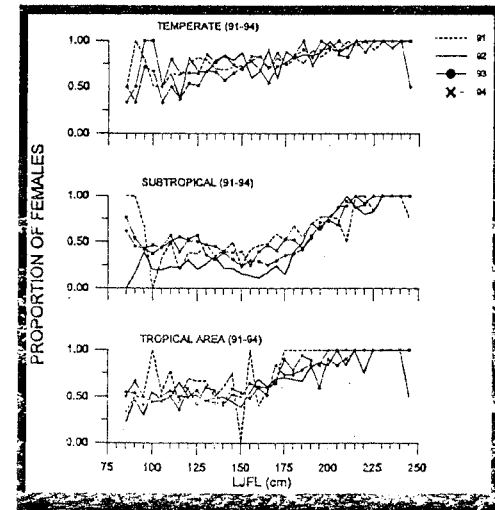 TEMPERATE (91-94)
1.00
0.50
0.00
91
92
93
94
SUBTROPICAL (91-94)
1.00
0.50
0.00
PROPORTION OF FEMALES
TROPICAL AREA (91-94)
1.00
0.50
0.00
75 100 125 150 175 200 225 250
LJFL (cm)